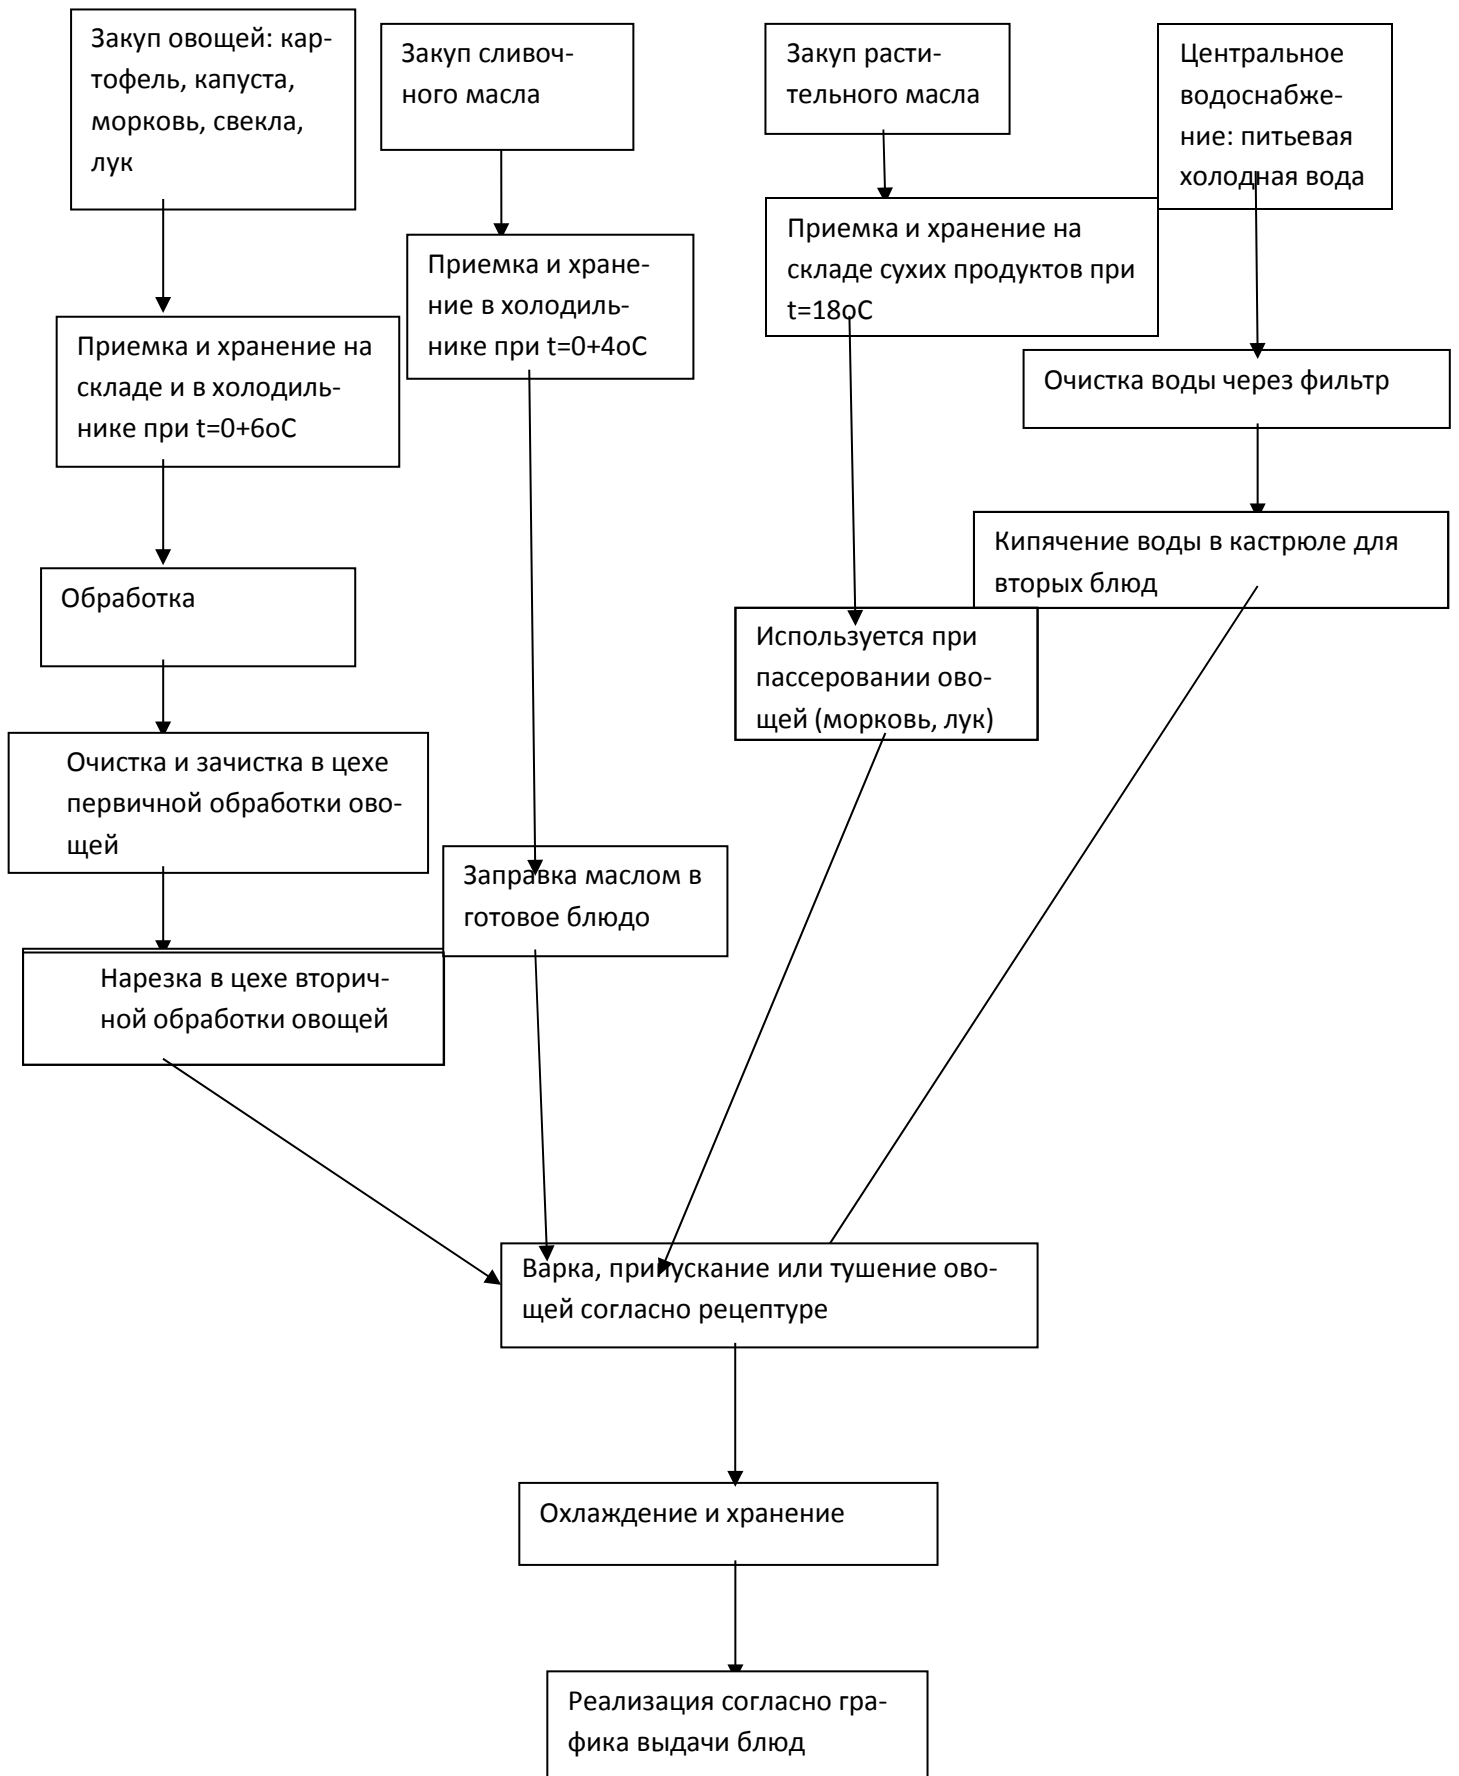 Закуп овощей: кар-
тофель, капуста,
морковь, свекла,
лук
Закуп сливоч-
ного масла
Закуп расти-
тельного масла
Центральное
водоснабже-
ние: питьевая
холодная вода
Приемка и хранение на
складе сухих продуктов при
t=18оС
Приемка и хране-
ние в холодиль-
нике при t=0+4оС
Приемка и хранение на
складе и в холодиль-
нике при t=0+6оС
Очистка воды через фильтр
Кипячение воды в кастрюле для
вторых блюд
Обработка
Используется при
пассеровании ово-
щей (морковь, лук)
Очистка и зачистка в цехе
первичной обработки ово-
щей
Заправка маслом в
готовое блюдо
Нарезка в цехе вторич-
ной обработки овощей
Варка, припускание или тушение ово-
щей согласно рецептуре
Охлаждение и хранение
Реализация согласно гра-
фика выдачи блюд